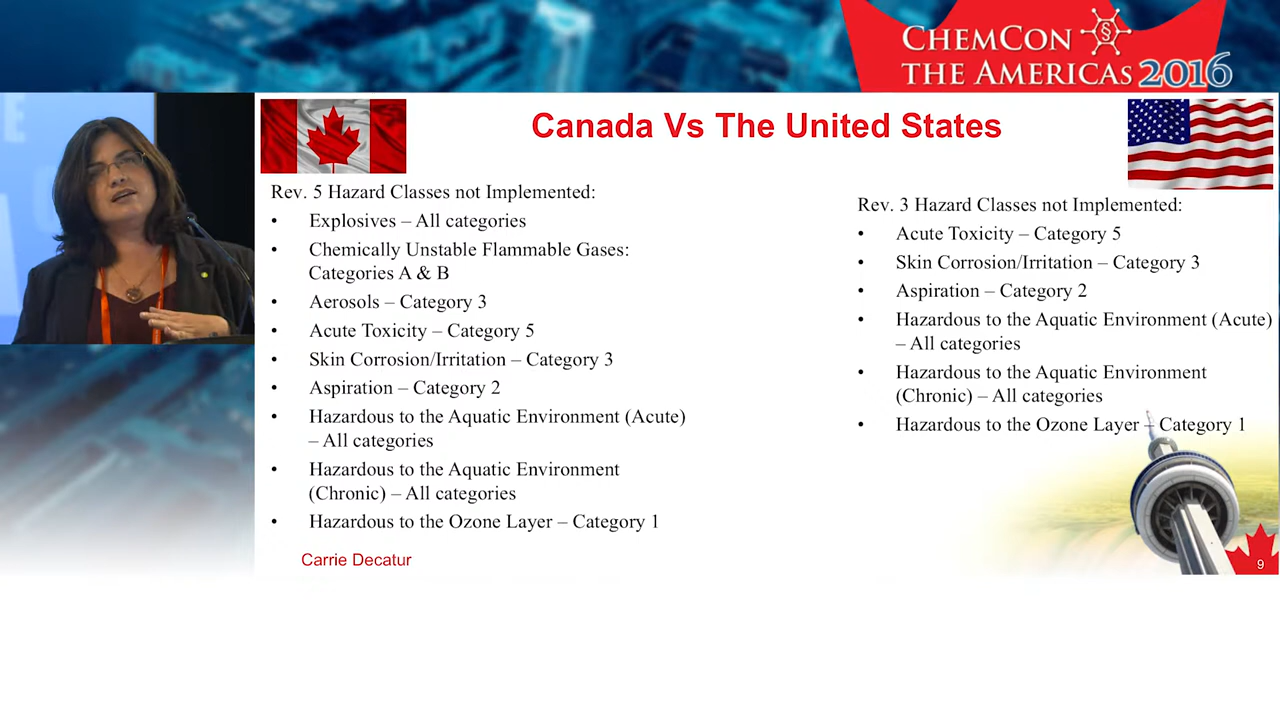 CHEMCON
THE AMERICAS 2016
Canada Vs The United States
Rev. 5 Hazard Classes not Implemented:
• Explosives – All categories
• Chemically Unstable Flammable Gases:
Categories A & B
• Aerosols – Category 3
• Acute Toxicity – Category 5
• Skin Corrosion/Irritation – Category 3
• Aspiration – Category 2
• Hazardous to the Aquatic Environment (Acute)
– All categories
• Hazardous to the Aquatic Environment
(Chronic) – All categories
• Hazardous to the Ozone Layer – Category 1
Rev. 3 Hazard Classes not Implemented:
• Acute Toxicity – Category 5
• Skin Corrosion/Irritation – Category 3
• Aspiration – Category 2
• Hazardous to the Aquatic Environment (Acute)
– All categories
• Hazardous to the Aquatic Environment
(Chronic) – All categories
• Hazardous to the Ozone Layer – Category 1
Carrie Decatur
9